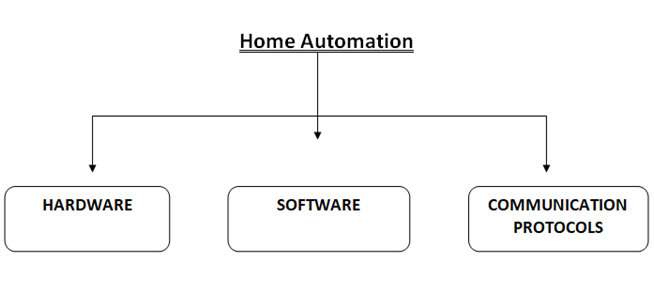 Home Automation
HARDWARE
SOFTWARE
COMMUNICATION
PROTOCOLS